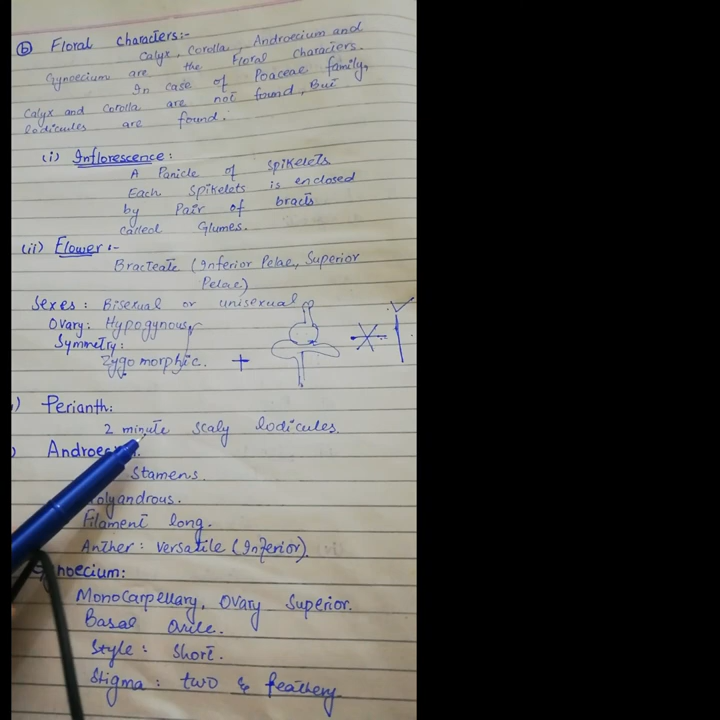 (b) Floral characters:-
Calyx, Corolla, Androecium and
Gynoecium are the Floral characters.
In case of Poaceae family,
Calyx and Corolla are not found, But
lodicules are found.
(i) Inflorescence:
A Panicle of Spikelets
Each Spikelets is enclosed
by Pair of bracts
called Glumes.
(ii) Flower:-
Bracteate (Inferior Pelae, Superior
Pelae)
Sexes: Bisexual or unisexual
Ovary: Hypogynous
Symmetry:
Zygomorphic. +
) Perianth:
2 minute scaly lodicules.
) Androec
Stamens.
olyandrous.
Filament long.
Anther: versatile (Inferior).
noecium:
Monocarpellary, Ovary Superior.
Basal Ovule.
Style: Short.
Stigma: two & feathery